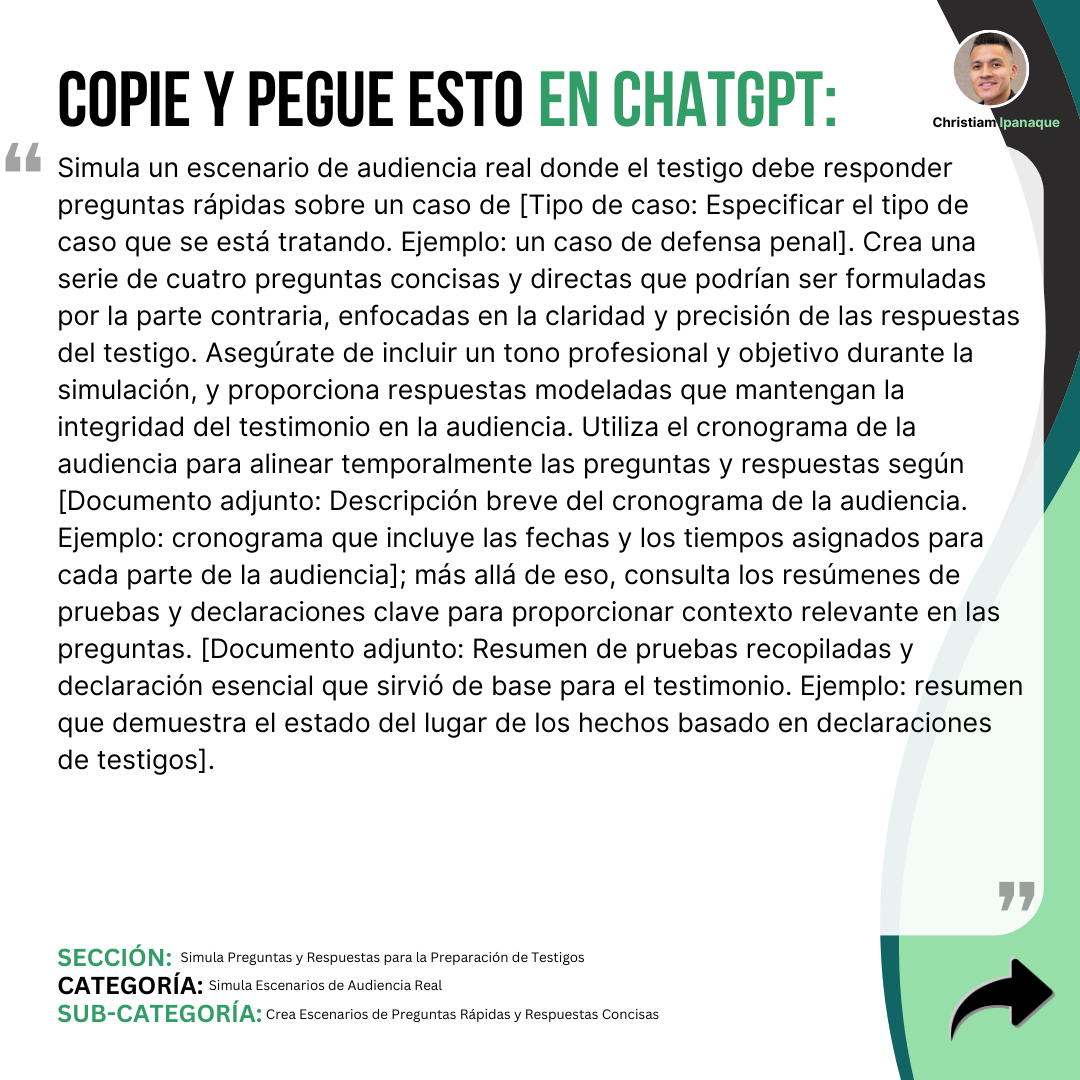 COPIE Y PEGUE ESTO EN CHATGPT:
Christiam Ipanaque
“
Simula un escenario de audiencia real donde el testigo debe responder
preguntas rápidas sobre un caso de [Tipo de caso: Especificar el tipo de
caso que se está tratando. Ejemplo: un caso de defensa penal]. Crea una
serie de cuatro preguntas concisas y directas que podrían ser formuladas
por la parte contraria, enfocadas en la claridad y precisión de las respuestas
del testigo. Asegúrate de incluir un tono profesional y objetivo durante la
simulación, y proporciona respuestas modeladas que mantengan la
integridad del testimonio en la audiencia. Utiliza el cronograma de la
audiencia para alinear temporalmente las preguntas y respuestas según
[Documento adjunto: Descripción breve del cronograma de la audiencia.
Ejemplo: cronograma que incluye las fechas y los tiempos asignados para
cada parte de la audiencia]; más allá de eso, consulta los resúmenes de
pruebas y declaraciones clave para proporcionar contexto relevante en las
preguntas. [Documento adjunto: Resumen de pruebas recopiladas y
declaración esencial que sirvió de base para el testimonio. Ejemplo: resumen
que demuestra el estado del lugar de los hechos basado en declaraciones
de testigos].
”
SECCIÓN: Simula Preguntas y Respuestas para la Preparación de Testigos
CATEGORÍA: Simula Escenarios de Audiencia Real
SUB-CATEGORÍA: Crea Escenarios de Preguntas Rápidas y Respuestas Concisas